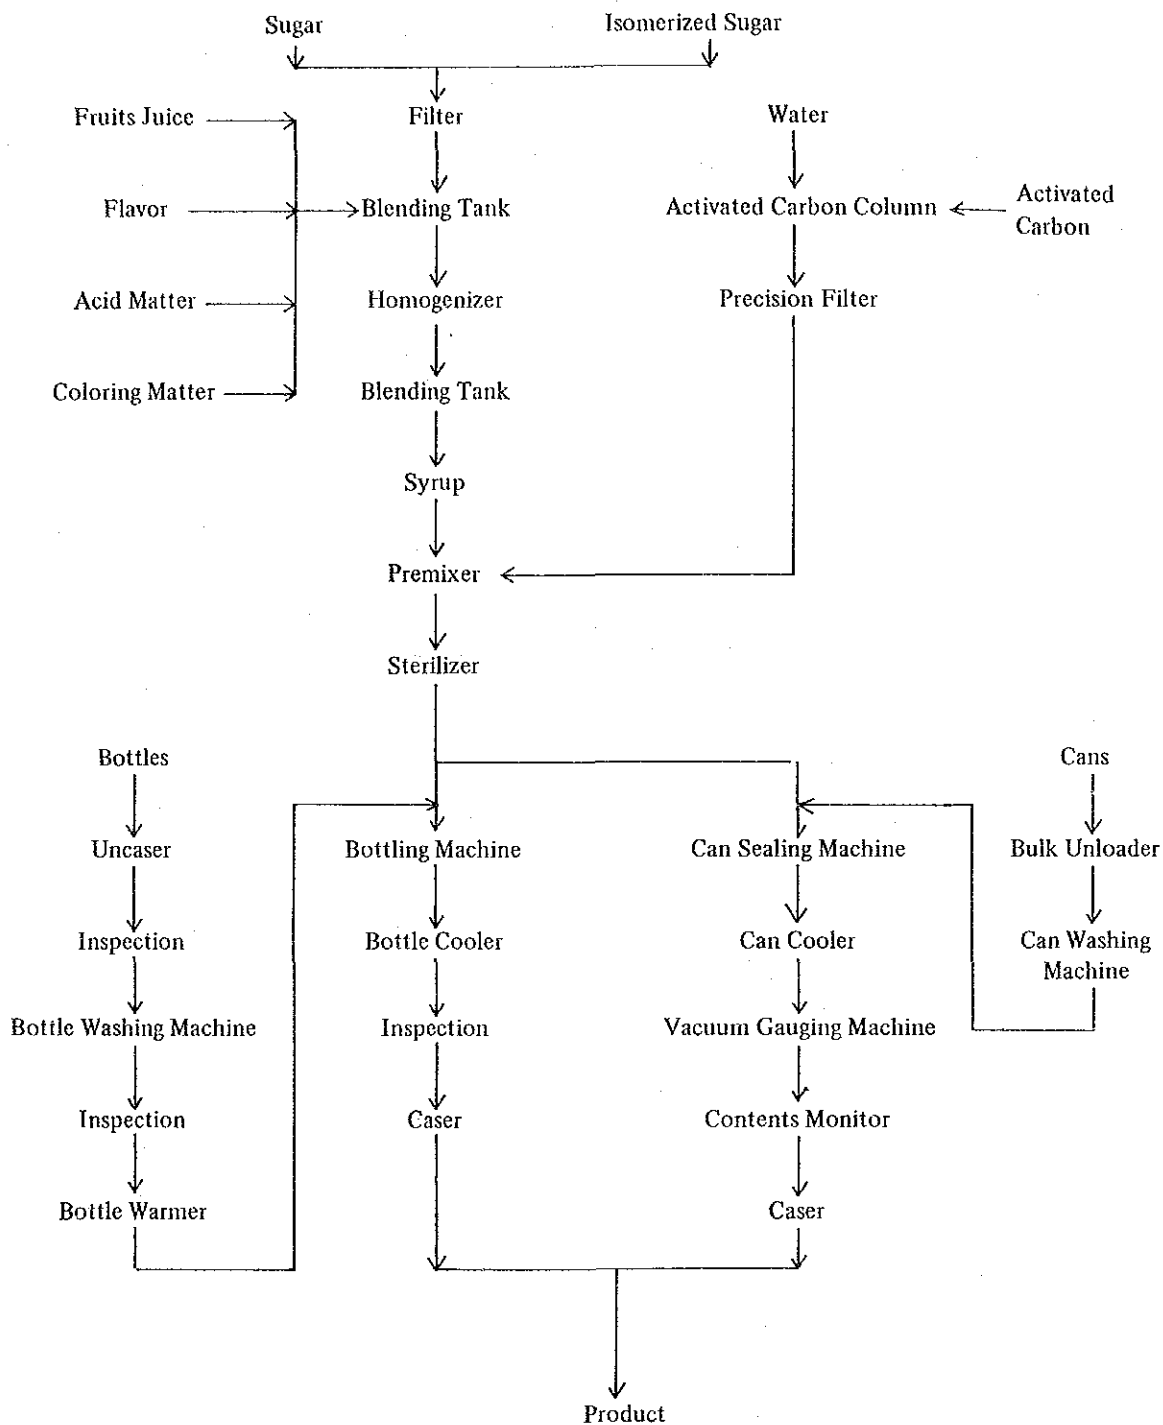 Sugar
Isomerized Sugar
Fruits Juice
Filter
Water
Flavor
Blending Tank
Activated Carbon Column
Activated
Carbon
Acid Matter
Homogenizer
Precision Filter
Coloring Matter
Blending Tank
Syrup
Premixer
Sterilizer
Bottles
Cans
Uncaser
Bottling Machine
Can Sealing Machine
Bulk Unloader
Inspection
Bottle Cooler
Can Cooler
Can Washing
Machine
Bottle Washing Machine
Inspection
Vacuum Gauging Machine
Inspection
Caser
Contents Monitor
Bottle Warmer
Caser
Product